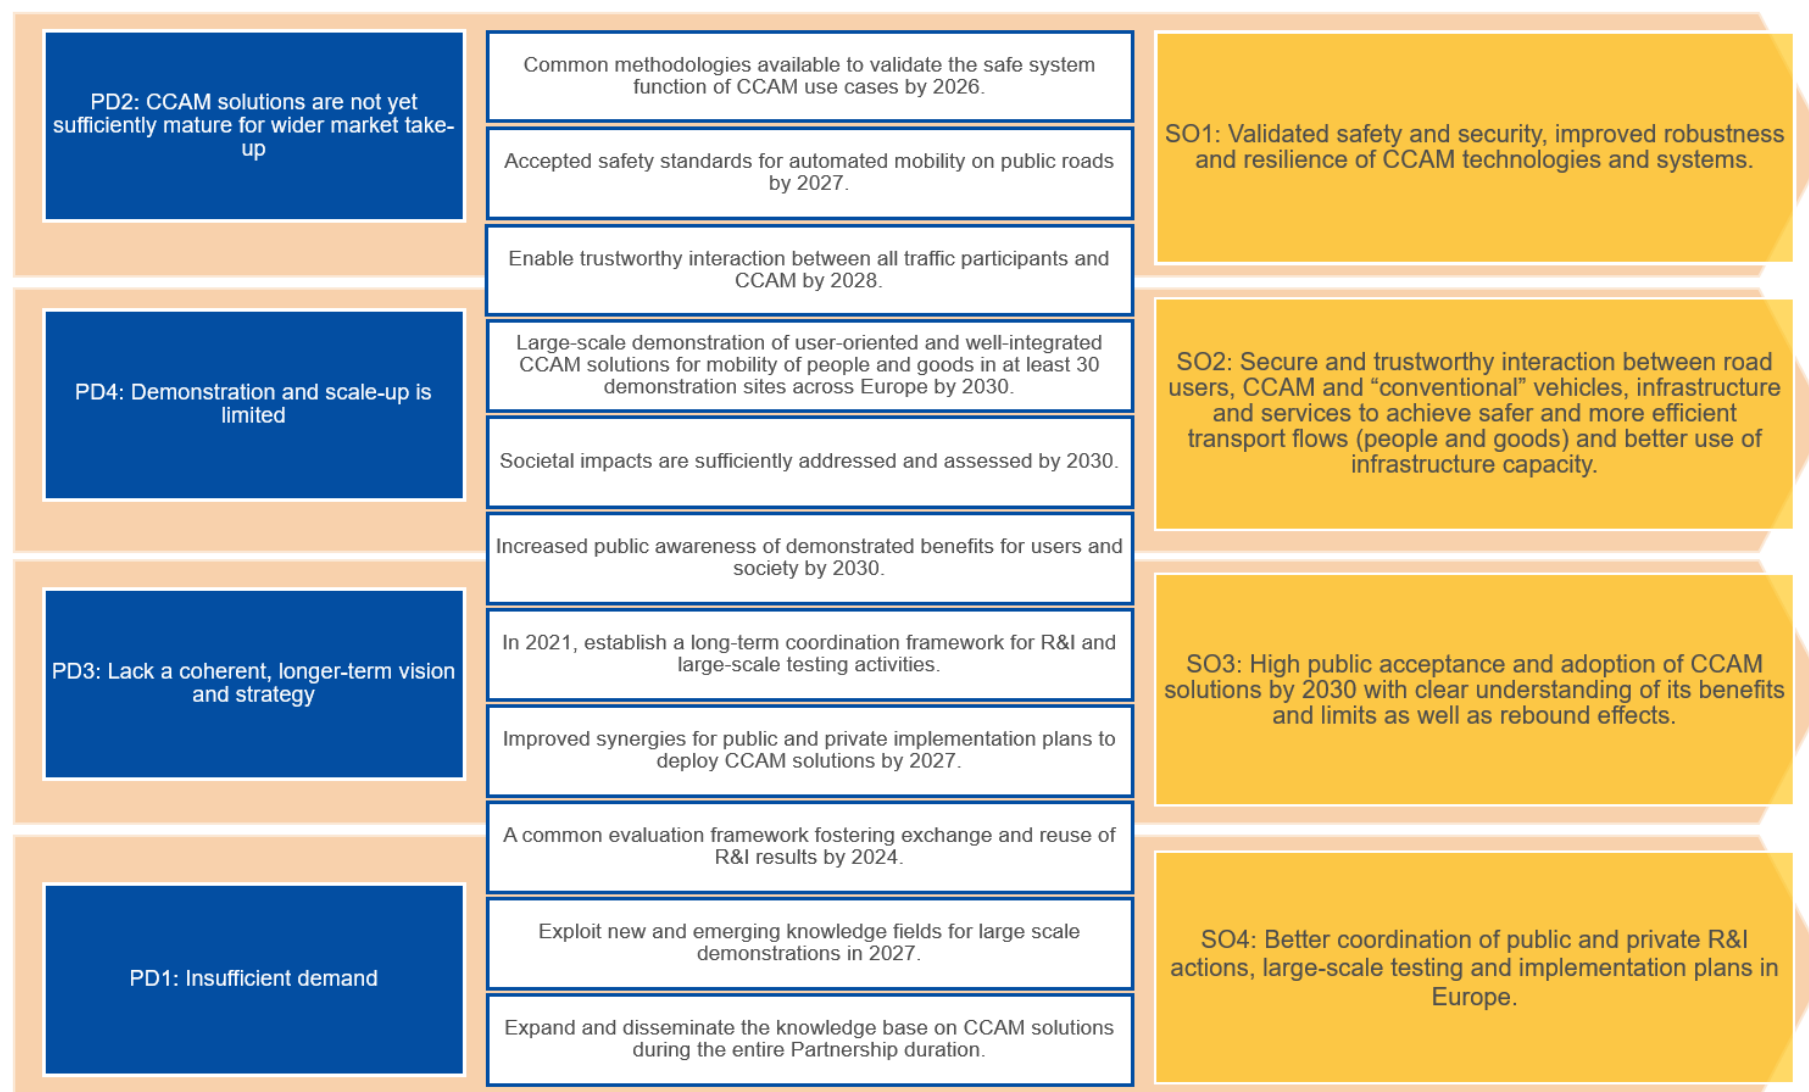 PD2: CCAM solutions are not yet
sufficiently mature for wider market take-
up
PD4: Demonstration and scale-up is
limited
PD3: Lack a coherent, longer-term vision
and strategy
PD1: Insufficient demand
Common methodologies available to validate the safe system
function of CCAM use cases by 2026.
Accepted safety standards for automated mobility on public roads
by 2027.
Enable trustworthy interaction between all traffic participants and
CCAM by 2028.
Large-scale demonstration of user-oriented and well-integrated
CCAM solutions for mobility of people and goods in at least 30
demonstration sites across Europe by 2030.
Societal impacts are sufficiently addressed and assessed by 2030.
Increased public awareness of demonstrated benefits for users and
society by 2030.
In 2021, establish a long-term coordination framework for R&I and
large-scale testing activities.
Improved synergies for public and private implementation plans to
deploy CCAM solutions by 2027.
A common evaluation framework fostering exchange and reuse of
R&I results by 2024.
Exploit new and emerging knowledge fields for large scale
demonstrations in 2027.
Expand and disseminate the knowledge base on CCAM solutions
during the entire Partnership duration.
SO1: Validated safety and security, improved robustness
and resilience of CCAM technologies and systems.
SO2: Secure and trustworthy interaction between road
users, CCAM and “conventional” vehicles, infrastructure
and services to achieve safer and more efficient
transport flows (people and goods) and better use of
infrastructure capacity.
SO3: High public acceptance and adoption of CCAM
solutions by 2030 with clear understanding of its benefits
and limits as well as rebound effects.
SO4: Better coordination of public and private R&I
actions, large-scale testing and implementation plans in
Europe.